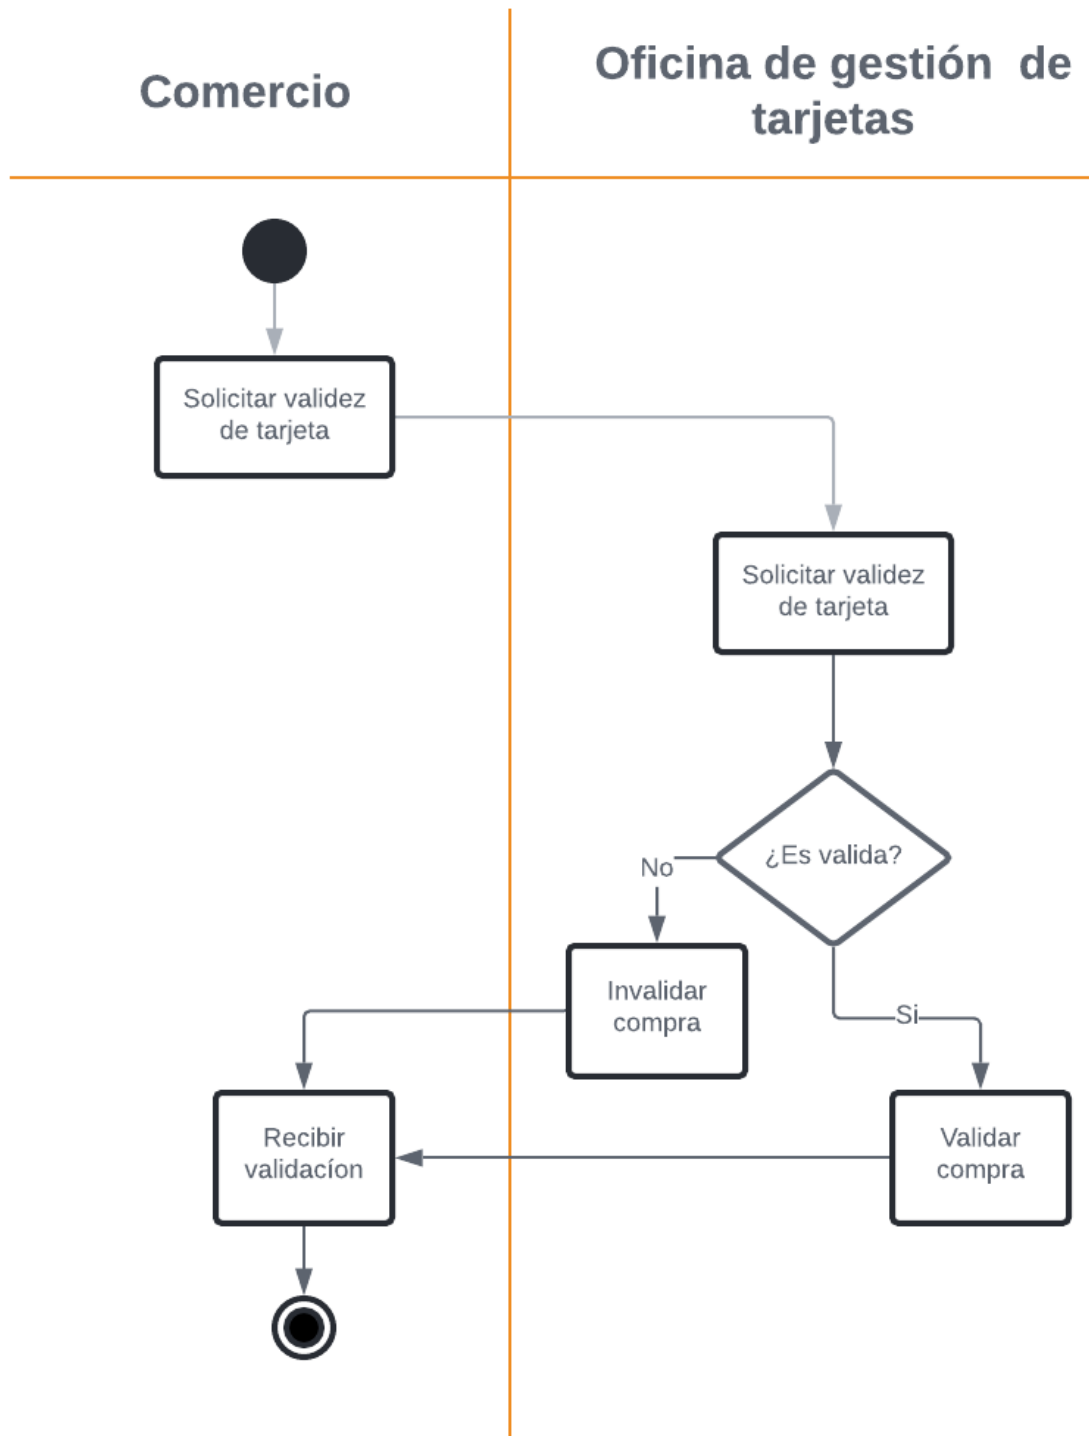 Comercio
Oficina de gestión  de
tarjetas
Solicitar validez
de tarjeta
Solicitar validez
de tarjeta
¿Es valida?
No
Invalidar
compra
Si
Recibir
validacíon
Validar
compra